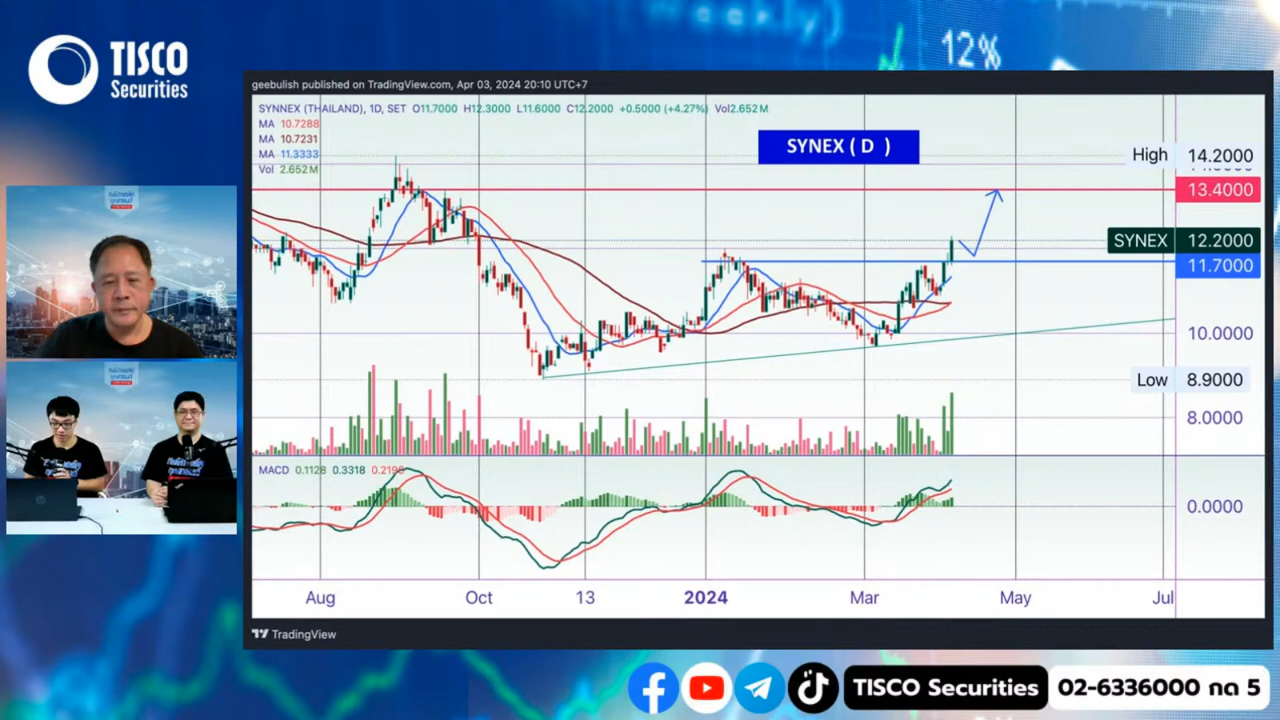 12%
TISCO
Securities
geebulish published on TradingView.com, Apr 03, 2024 20:10 UTC+7
SYNNEX (THAILAND), 1D, SET O11.7000 H12.3000 L11.6000 C12.2000 +0.5000 (+4.27%) Vol2.652 M
MA 10.7288
MA 10.7231
MA 11.3333
Vol 2.652 M
SYNEX ( D )
High 14.2000
13.4000
SYNEX 12.2000
11.7000
10.0000
Low 8.9000
8.0000
MACD 0.1128 0.3318 0.2190
0.0000
Aug Oct 13 2024 Mar May Jul
TradingView
TISCO Securities 02-6336000 กด 5